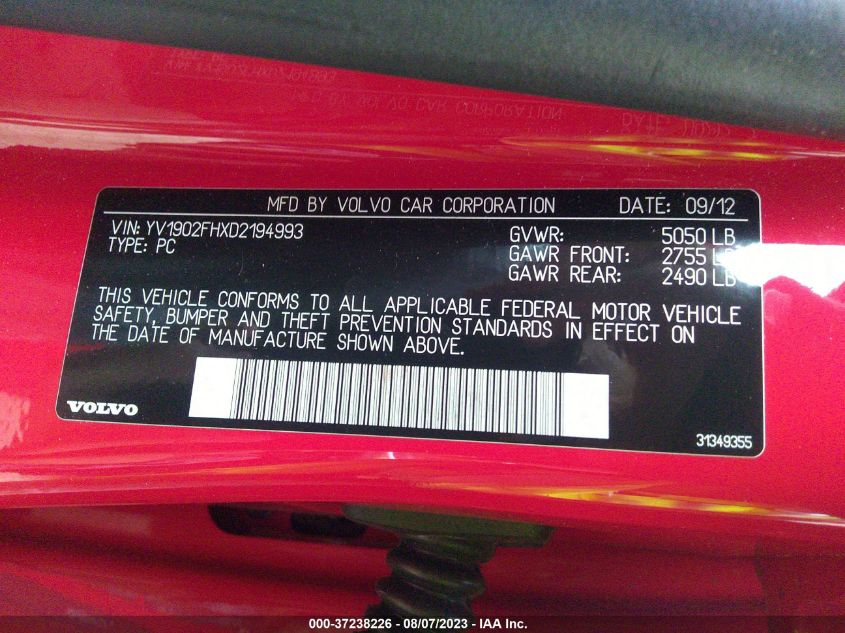 MFD BY VOLVO CAR CORPORATION DATE: 09/12
VIN: YV1902FHXD2194993
TYPE: PC
GVWR: 5050 LB
GAWR FRONT: 2755 LB
GAWR REAR: 2490 LB
THIS VEHICLE CONFORMS TO ALL APPLICABLE FEDERAL MOTOR VEHICLE
SAFETY, BUMPER AND THEFT PREVENTION STANDARDS IN EFFECT ON
THE DATE OF MANUFACTURE SHOWN ABOVE.
VOLVO
31349355
000-37238226 - 08/07/2023 - IAA Inc.